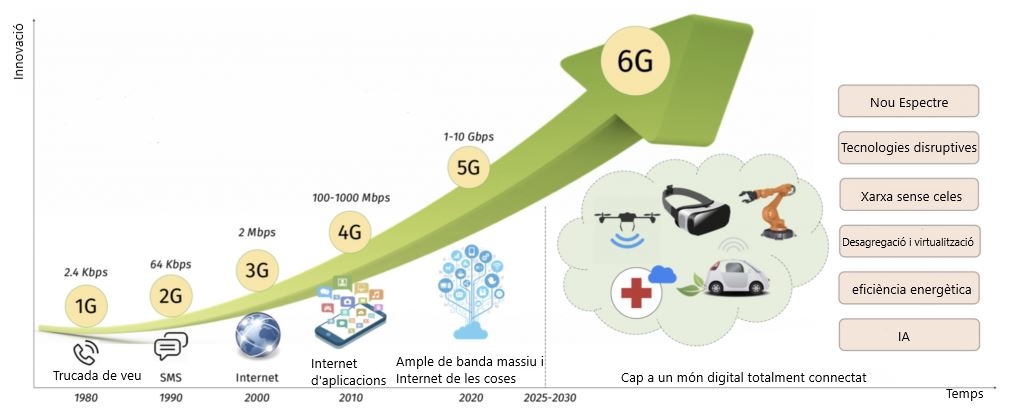 Innovació
6G
1-10 Gbps
5G
100-1000 Mbps
4G
2 Mbps
3G
64 Kbps
2G
2.4 Kbps
1G
Trucada de veu
SMS
Internet
Internet
d'aplicacions
Ample de banda massiu i
Internet de les coses
Cap a un món digital totalment connectat
1980
1990
2000
2010
2020
2025-2030
Temps
Nou Espectre
Tecnologies disruptives
Xarxa sense celes
Desagregació i virtualització
eficiència energètica
IA